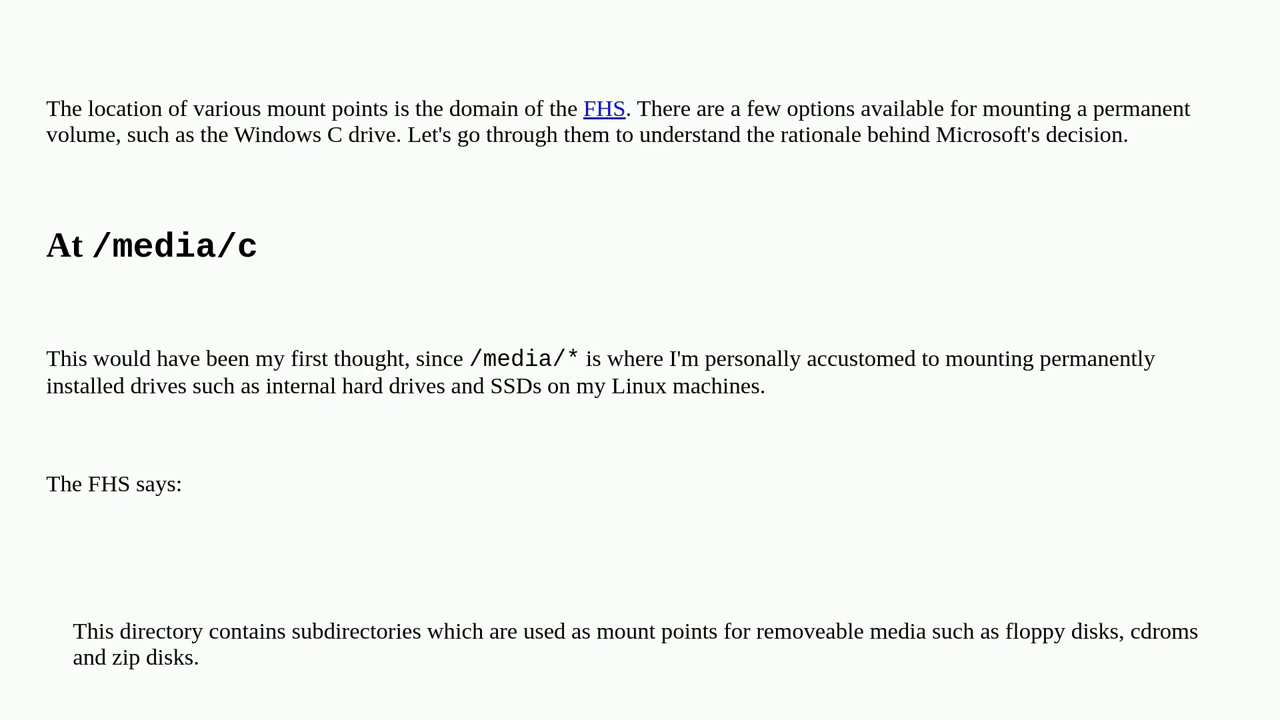 The location of various mount points is the domain of the FHS. There are a few options available for mounting a permanent
volume, such as the Windows C drive. Let's go through them to understand the rationale behind Microsoft's decision.
At /media/c
This would have been my first thought, since /media/* is where I'm personally accustomed to mounting permanently
installed drives such as internal hard drives and SSDs on my Linux machines.
The FHS says:
This directory contains subdirectories which are used as mount points for removeable media such as floppy disks, cdroms
and zip disks.